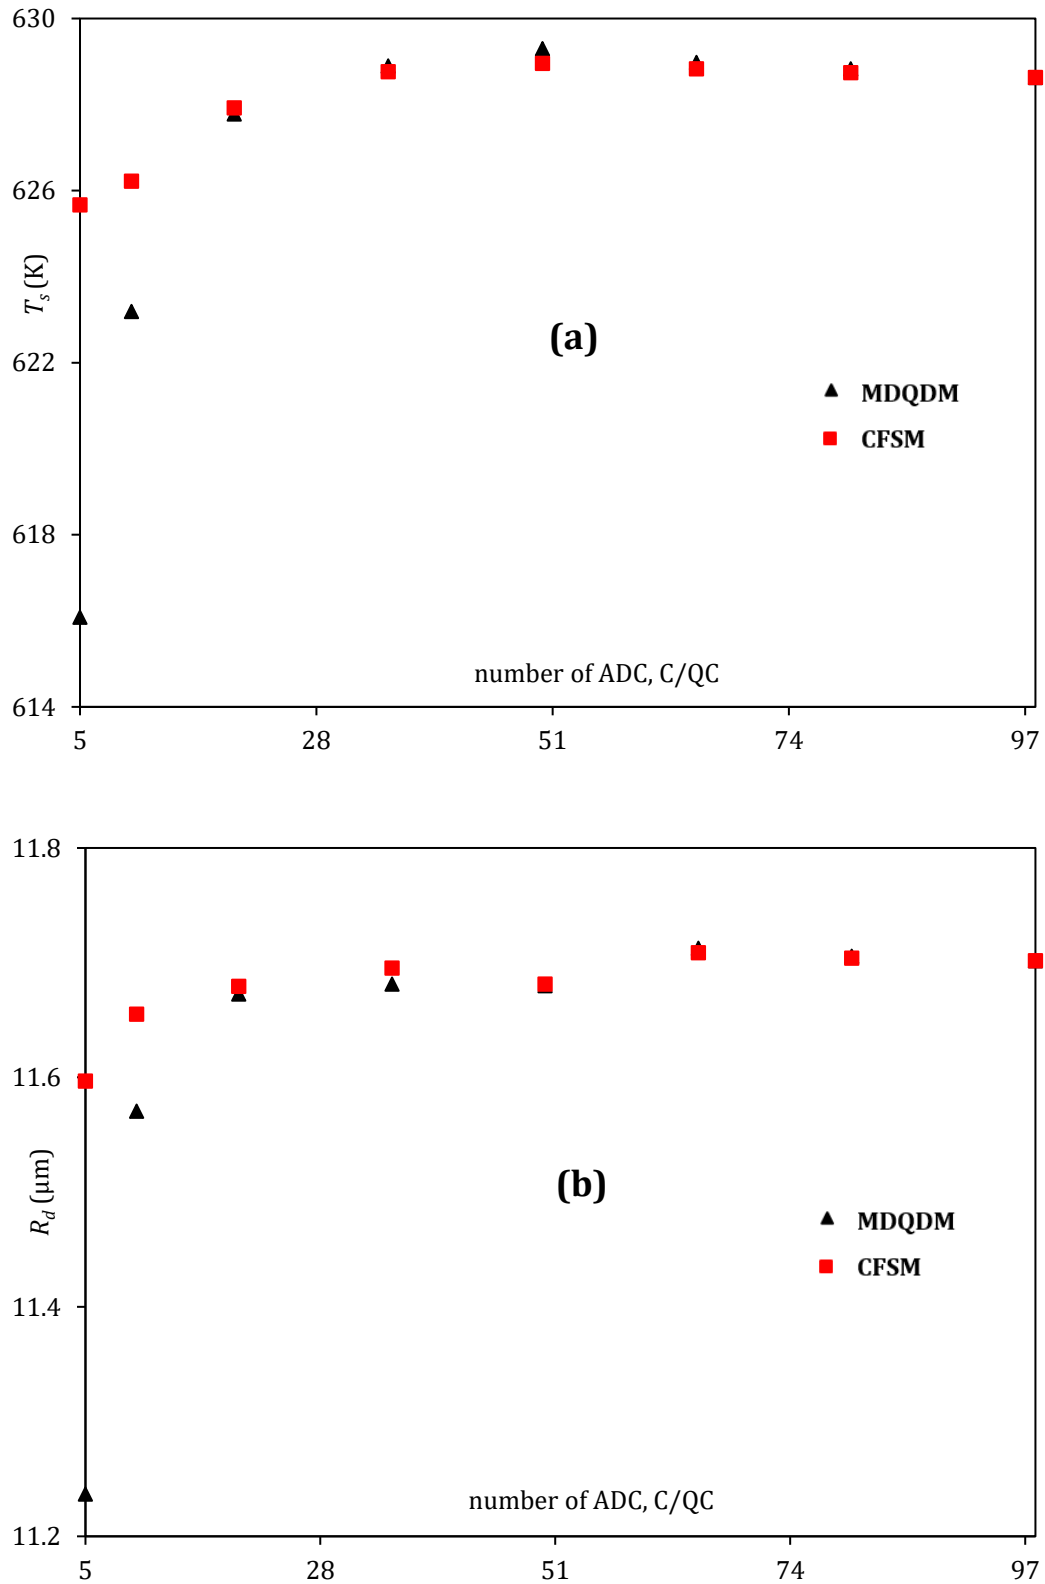 630
626
622
618
614
T_s (K)
(a)
MDQDM
CFSM
number of ADC, C/QC
5 28 51 74 97
11.8
11.6
11.4
11.2
R_d (μm)
(b)
MDQDM
CFSM
number of ADC, C/QC
5 28 51 74 97